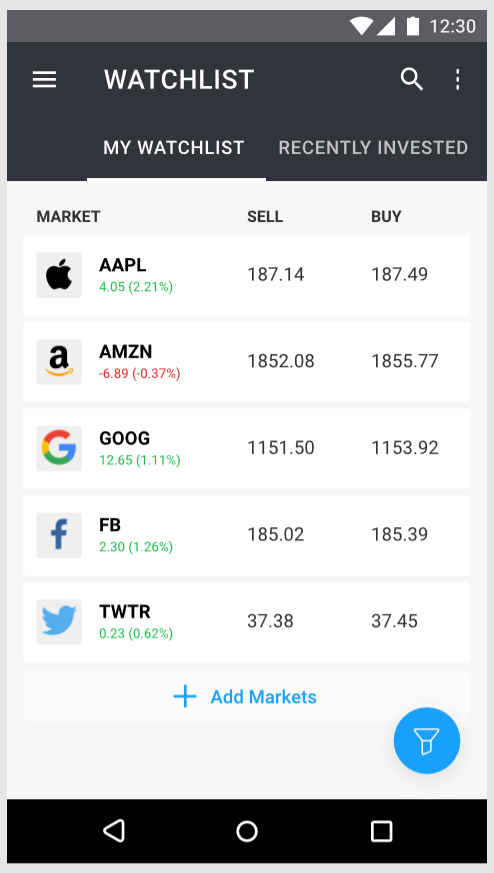 12:30
WATCHLIST
MY WATCHLIST RECENTLY INVESTED
MARKET SELL BUY
AAPL
4.05 (2.21%)
187.14 187.49
AMZN
-6.89 (-0.37%)
1852.08 1855.77
GOOG
12.65 (1.11%)
1151.50 1153.92
FB
2.30 (1.26%)
185.02 185.39
TWTR
0.23 (0.62%)
37.38 37.45
Add Markets